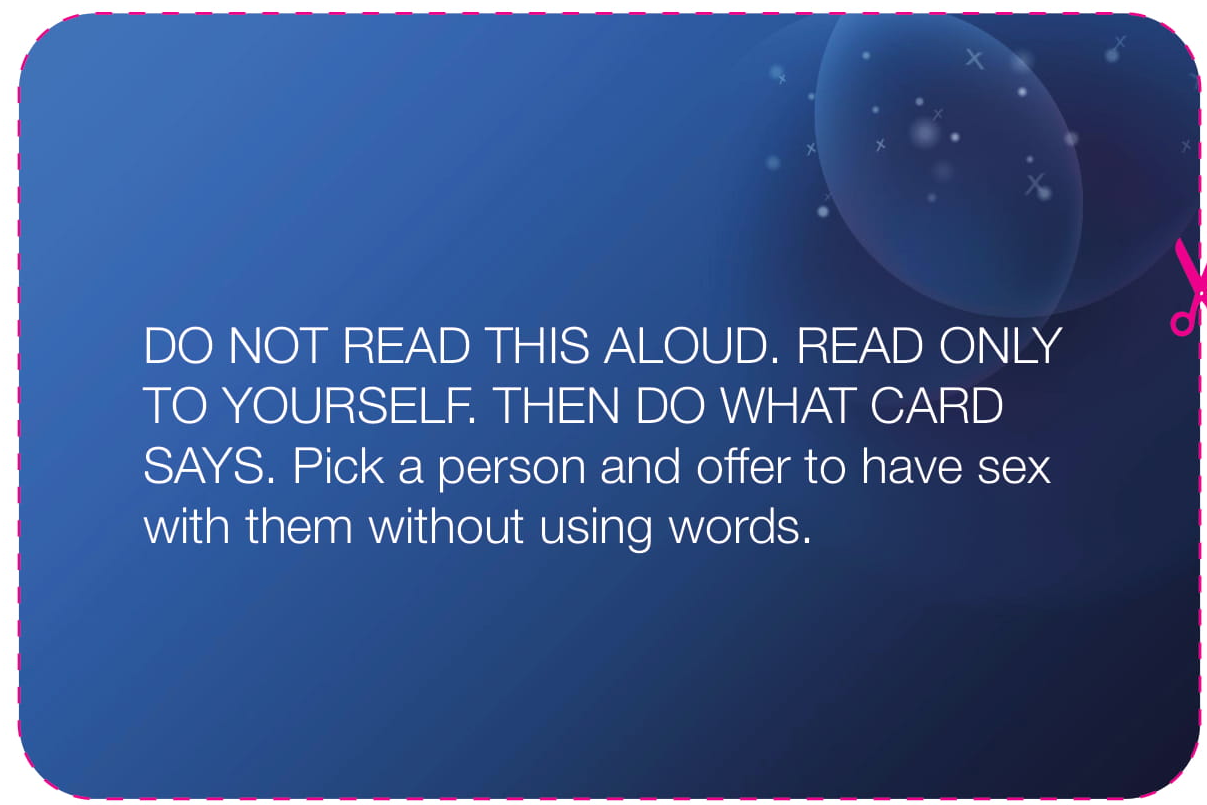 DO NOT READ THIS ALOUD. READ ONLY
TO YOURSELF. THEN DO WHAT CARD
SAYS. Pick a person and offer to have sex
with them without using words.